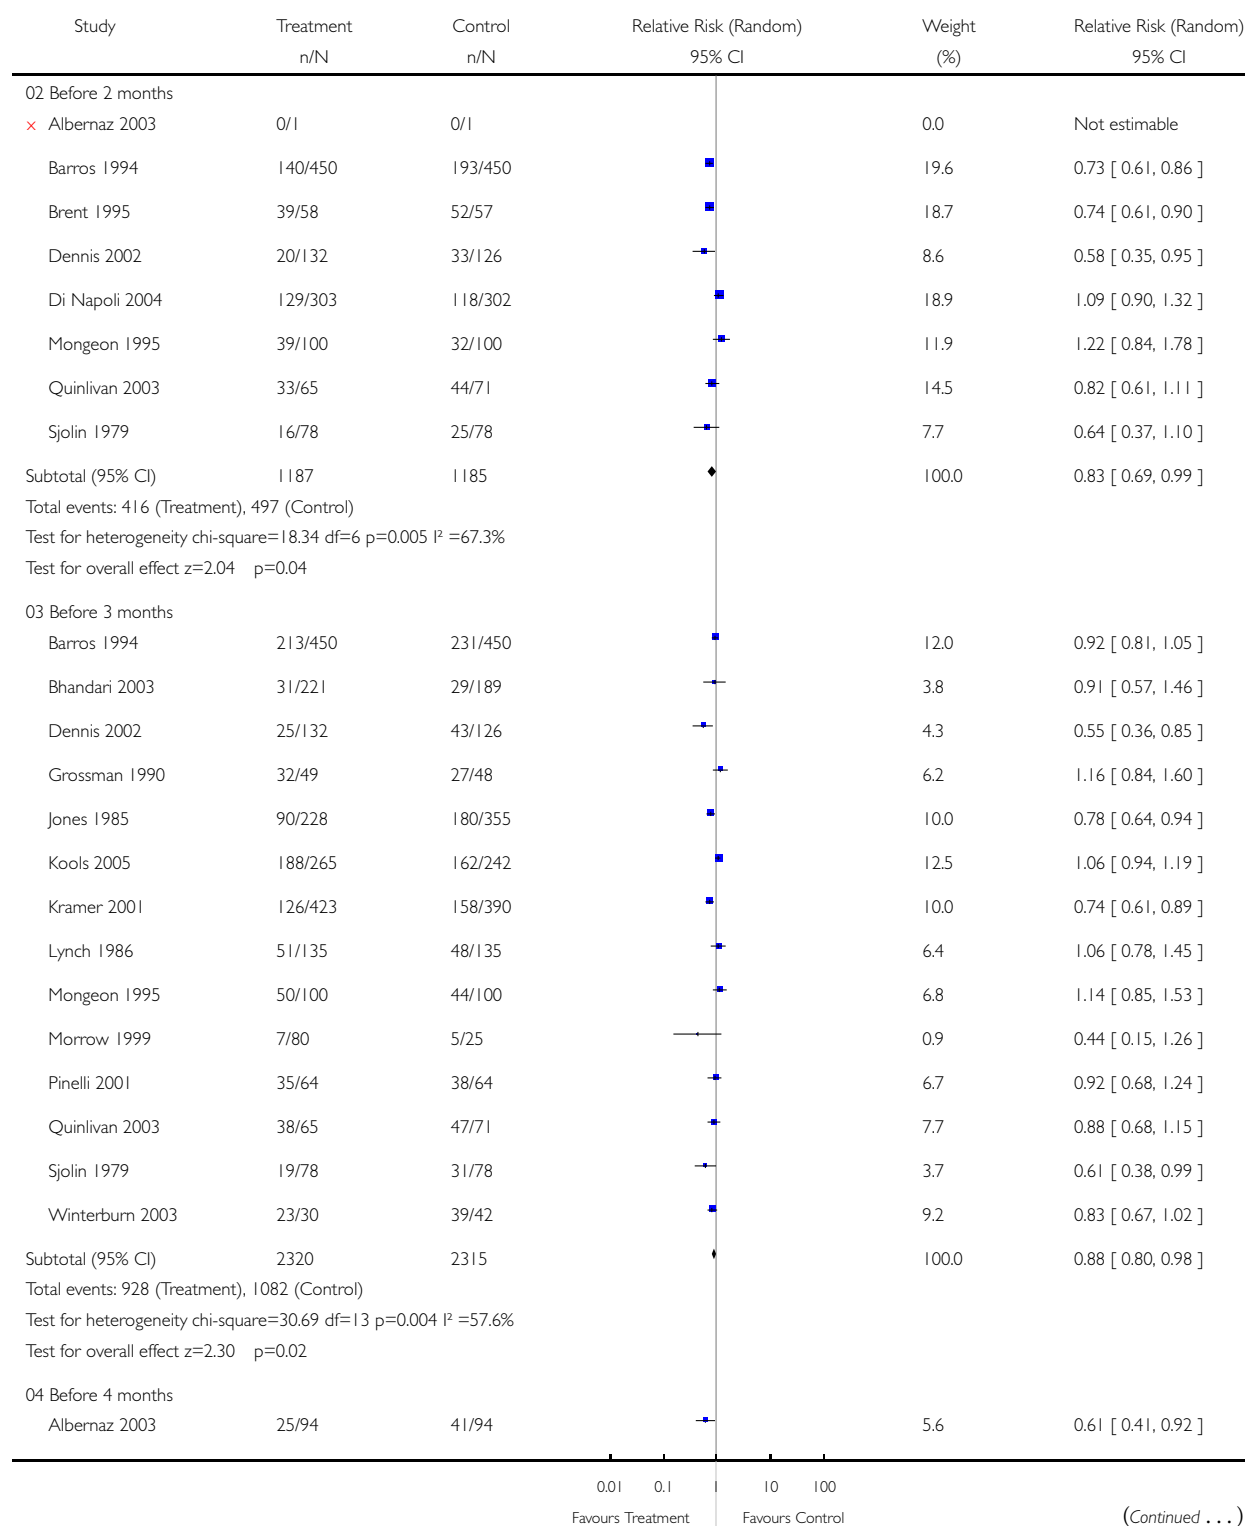 Study Treatment Control Relative Risk (Random) Weight Relative Risk (Random)
n/N n/N 95% CI (%) 95% CI
02 Before 2 months
x Albernaz 2003 0/1 0/1 0.0 Not estimable
Barros 1994 140/450 193/450 19.6 0.73 [ 0.61, 0.86 ]
Brent 1995 39/58 52/57 18.7 0.74 [ 0.61, 0.90 ]
Dennis 2002 20/132 33/126 8.6 0.58 [ 0.35, 0.95 ]
Di Napoli 2004 129/303 118/302 18.9 1.09 [ 0.90, 1.32 ]
Mongeon 1995 39/100 32/100 11.9 1.22 [ 0.84, 1.78 ]
Quinlivan 2003 33/65 44/71 14.5 0.82 [ 0.61, 1.11 ]
Sjolin 1979 16/78 25/78 7.7 0.64 [ 0.37, 1.10 ]
Subtotal (95% CI) 1187 1185 100.0 0.83 [ 0.69, 0.99 ]
Total events: 416 (Treatment), 497 (Control)
Test for heterogeneity chi-square=18.34 df=6 p=0.005 I² =67.3%
Test for overall effect z=2.04 p=0.04
03 Before 3 months
Barros 1994 213/450 231/450 12.0 0.92 [ 0.81, 1.05 ]
Bhandari 2003 31/221 29/189 3.8 0.91 [ 0.57, 1.46 ]
Dennis 2002 25/132 43/126 4.3 0.55 [ 0.36, 0.85 ]
Grossman 1990 32/49 27/48 6.2 1.16 [ 0.84, 1.60 ]
Jones 1985 90/228 180/355 10.0 0.78 [ 0.64, 0.94 ]
Kools 2005 188/265 162/242 12.5 1.06 [ 0.94, 1.19 ]
Kramer 2001 126/423 158/390 10.0 0.74 [ 0.61, 0.89 ]
Lynch 1986 51/135 48/135 6.4 1.06 [ 0.78, 1.45 ]
Mongeon 1995 50/100 44/100 6.8 1.14 [ 0.85, 1.53 ]
Morrow 1999 7/80 5/25 0.9 0.44 [ 0.15, 1.26 ]
Pinelli 2001 35/64 38/64 6.7 0.92 [ 0.68, 1.24 ]
Quinlivan 2003 38/65 47/71 7.7 0.88 [ 0.68, 1.15 ]
Sjolin 1979 19/78 31/78 3.7 0.61 [ 0.38, 0.99 ]
Winterburn 2003 23/30 39/42 9.2 0.83 [ 0.67, 1.02 ]
Subtotal (95% CI) 2320 2315 100.0 0.88 [ 0.80, 0.98 ]
Total events: 928 (Treatment), 1082 (Control)
Test for heterogeneity chi-square=30.69 df=13 p=0.004 I² =57.6%
Test for overall effect z=2.30 p=0.02
04 Before 4 months
Albernaz 2003 25/94 41/94 5.6 0.61 [ 0.41, 0.92 ]
0.01 0.1 1 10 100
Favours Treatment Favours Control (Continued . . . )